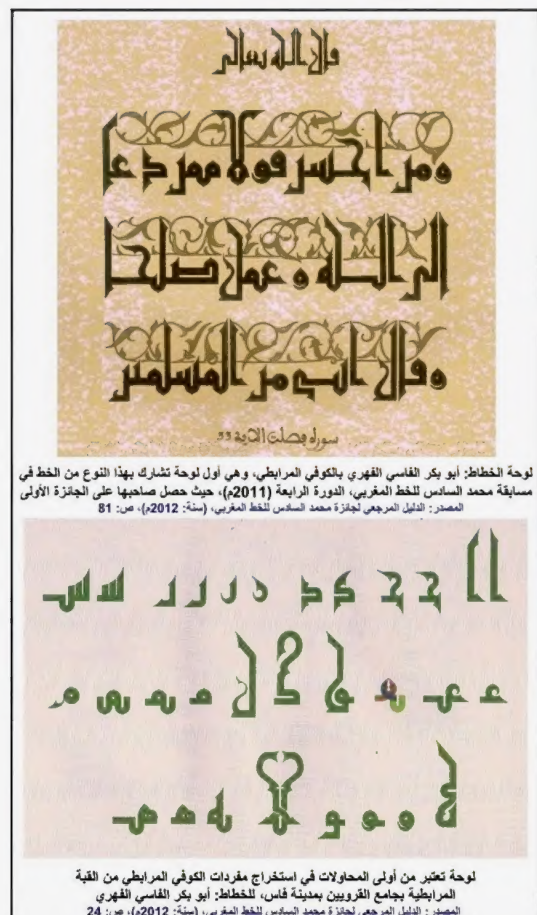 قال الله تعالى
ومن احسن قولا ممن دعا
الى الله وعمل صلحا
وقال انني من المسلمين
سورة فصلت الآية 33
لوحة الخطاط: أبو بكر الفاسي الفهري بالكوفي المرابطي، وهي أول لوحة تشارك بهذا النوع من الخط في
مسابقة محمد السادس للخط المغربي، الدورة الرابعة (2011م)، حيث حصل صاحبها على الجائزة الأولى
المصدر: الدليل المرجعي لجائزة محمد السادس للخط المغربي، (سنة: 2012م)، ص: 81
لوحة تعتبر من أولى المحاولات في استخراج مفردات الكوفي المرابطي من القبة
المرابطية بجامع القرويين بمدينة فاس، للخطاط: أبو بكر الفاسي الفهري
المصدر: الدليل المرجعي لجائزة محمد السادس للخط المغربي، (سنة: 2012م)، ص: 24